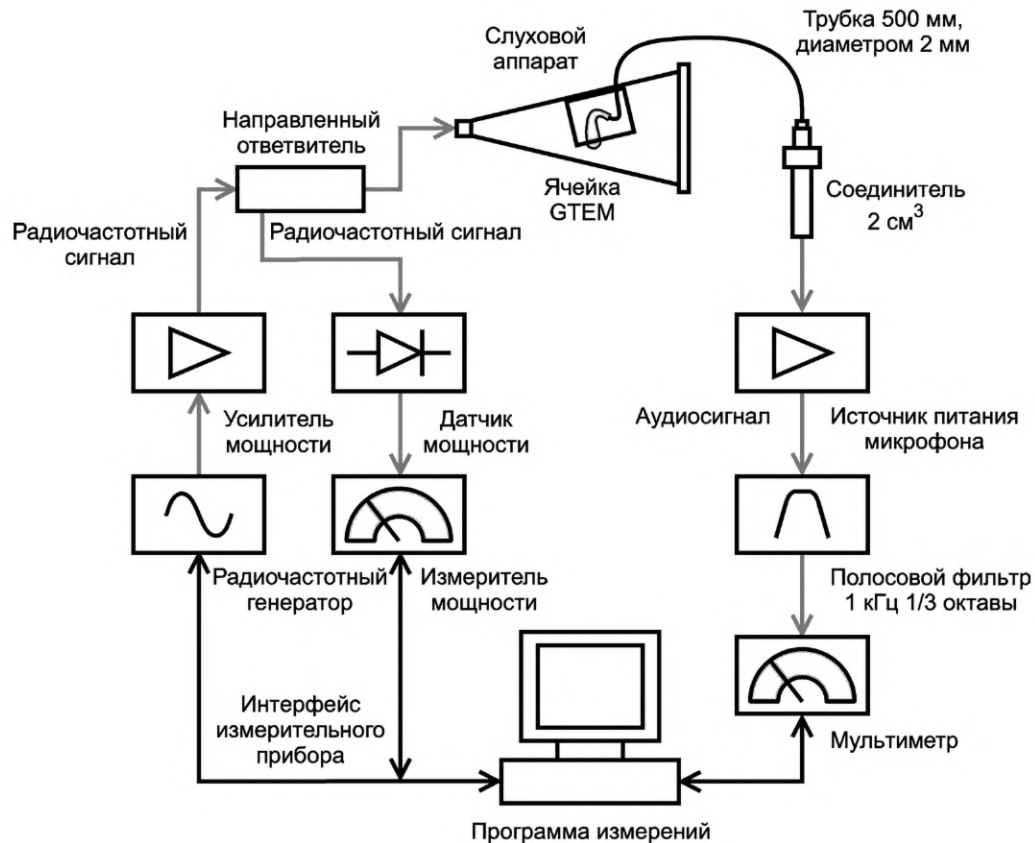 Трубка 500 мм,
диаметром 2 мм
Слуховой
аппарат
Направленный
ответвитель
Ячейка
GTEM
Соединитель
2 см³
Радиочастотный
сигнал
Радиочастотный сигнал
Усилитель
мощности
Датчик
мощности
Аудиосигнал
Источник питания
микрофона
Радиочастотный
генератор
Измеритель
мощности
Полосовой фильтр
1 кГц 1/3 октавы
Интерфейс
измерительного
прибора
Мультиметр
Программа измерений